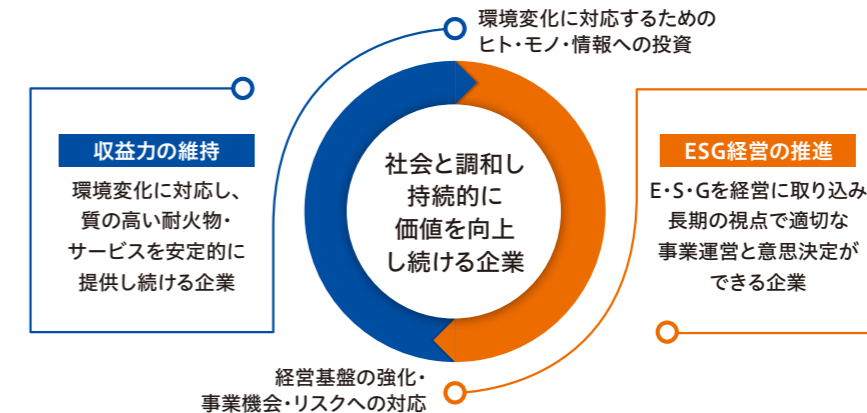 環境変化に対応するための
ヒト・モノ・情報への投資
収益力の維持
環境変化に対応し、
質の高い耐火物・
サービスを安定的に
提供し続ける企業
社会と調和し
持続的に
価値を向上
し続ける企業
ESG経営の推進
E・S・Gを経営に取り込み
長期の視点で適切な
事業運営と意思決定が
できる企業
経営基盤の強化・
事業機会・リスクへの対応